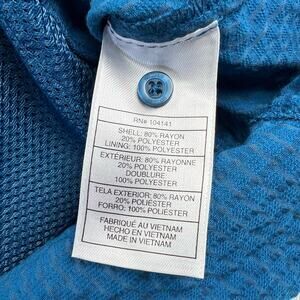 RN# 104141
SHELL: 80% RAYON
20% POLYESTER
LINING: 100% POLYESTER
EXTÉRIEUR: 80% RAYONNE
20% POLYESTER
DOUBLURE:
100% POLYESTER
TELA EXTERIOR: 80% RAYON
20% POLIÉSTER
FORRO: 100% POLIÉSTER
FABRIQUÉ AU VIETNAM
HECHO EN VIETNAM
MADE IN VIETNAM